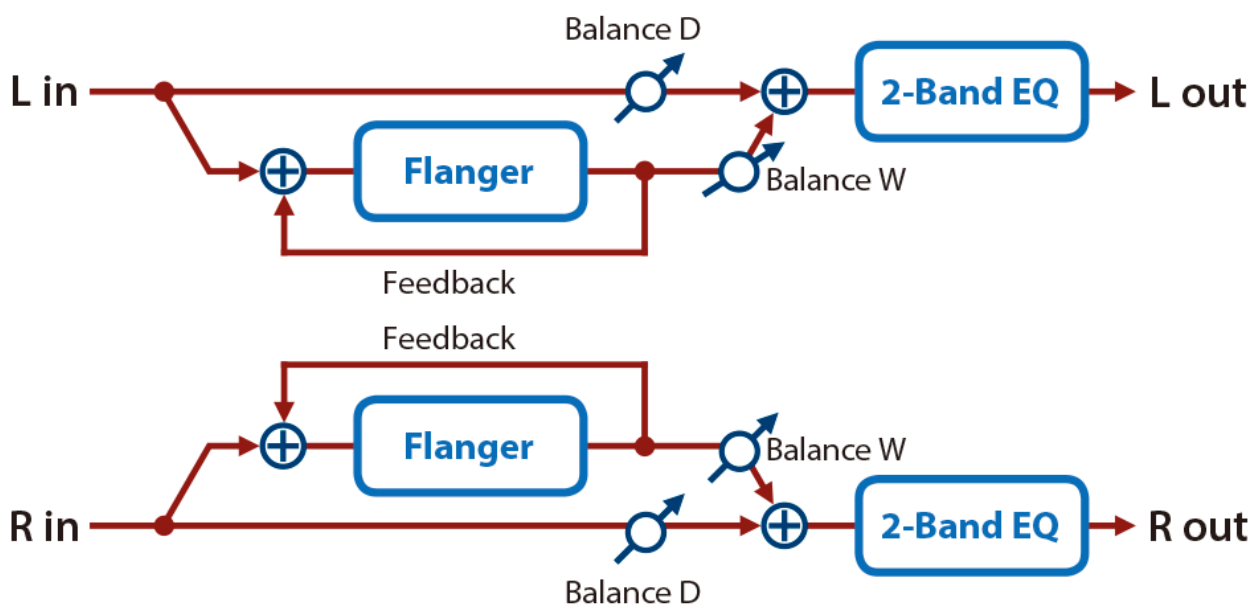 Balance D
L in
2-Band EQ
L out
Flanger
Balance W
Feedback
Feedback
Flanger
Balance W
R in
2-Band EQ
R out
Balance D